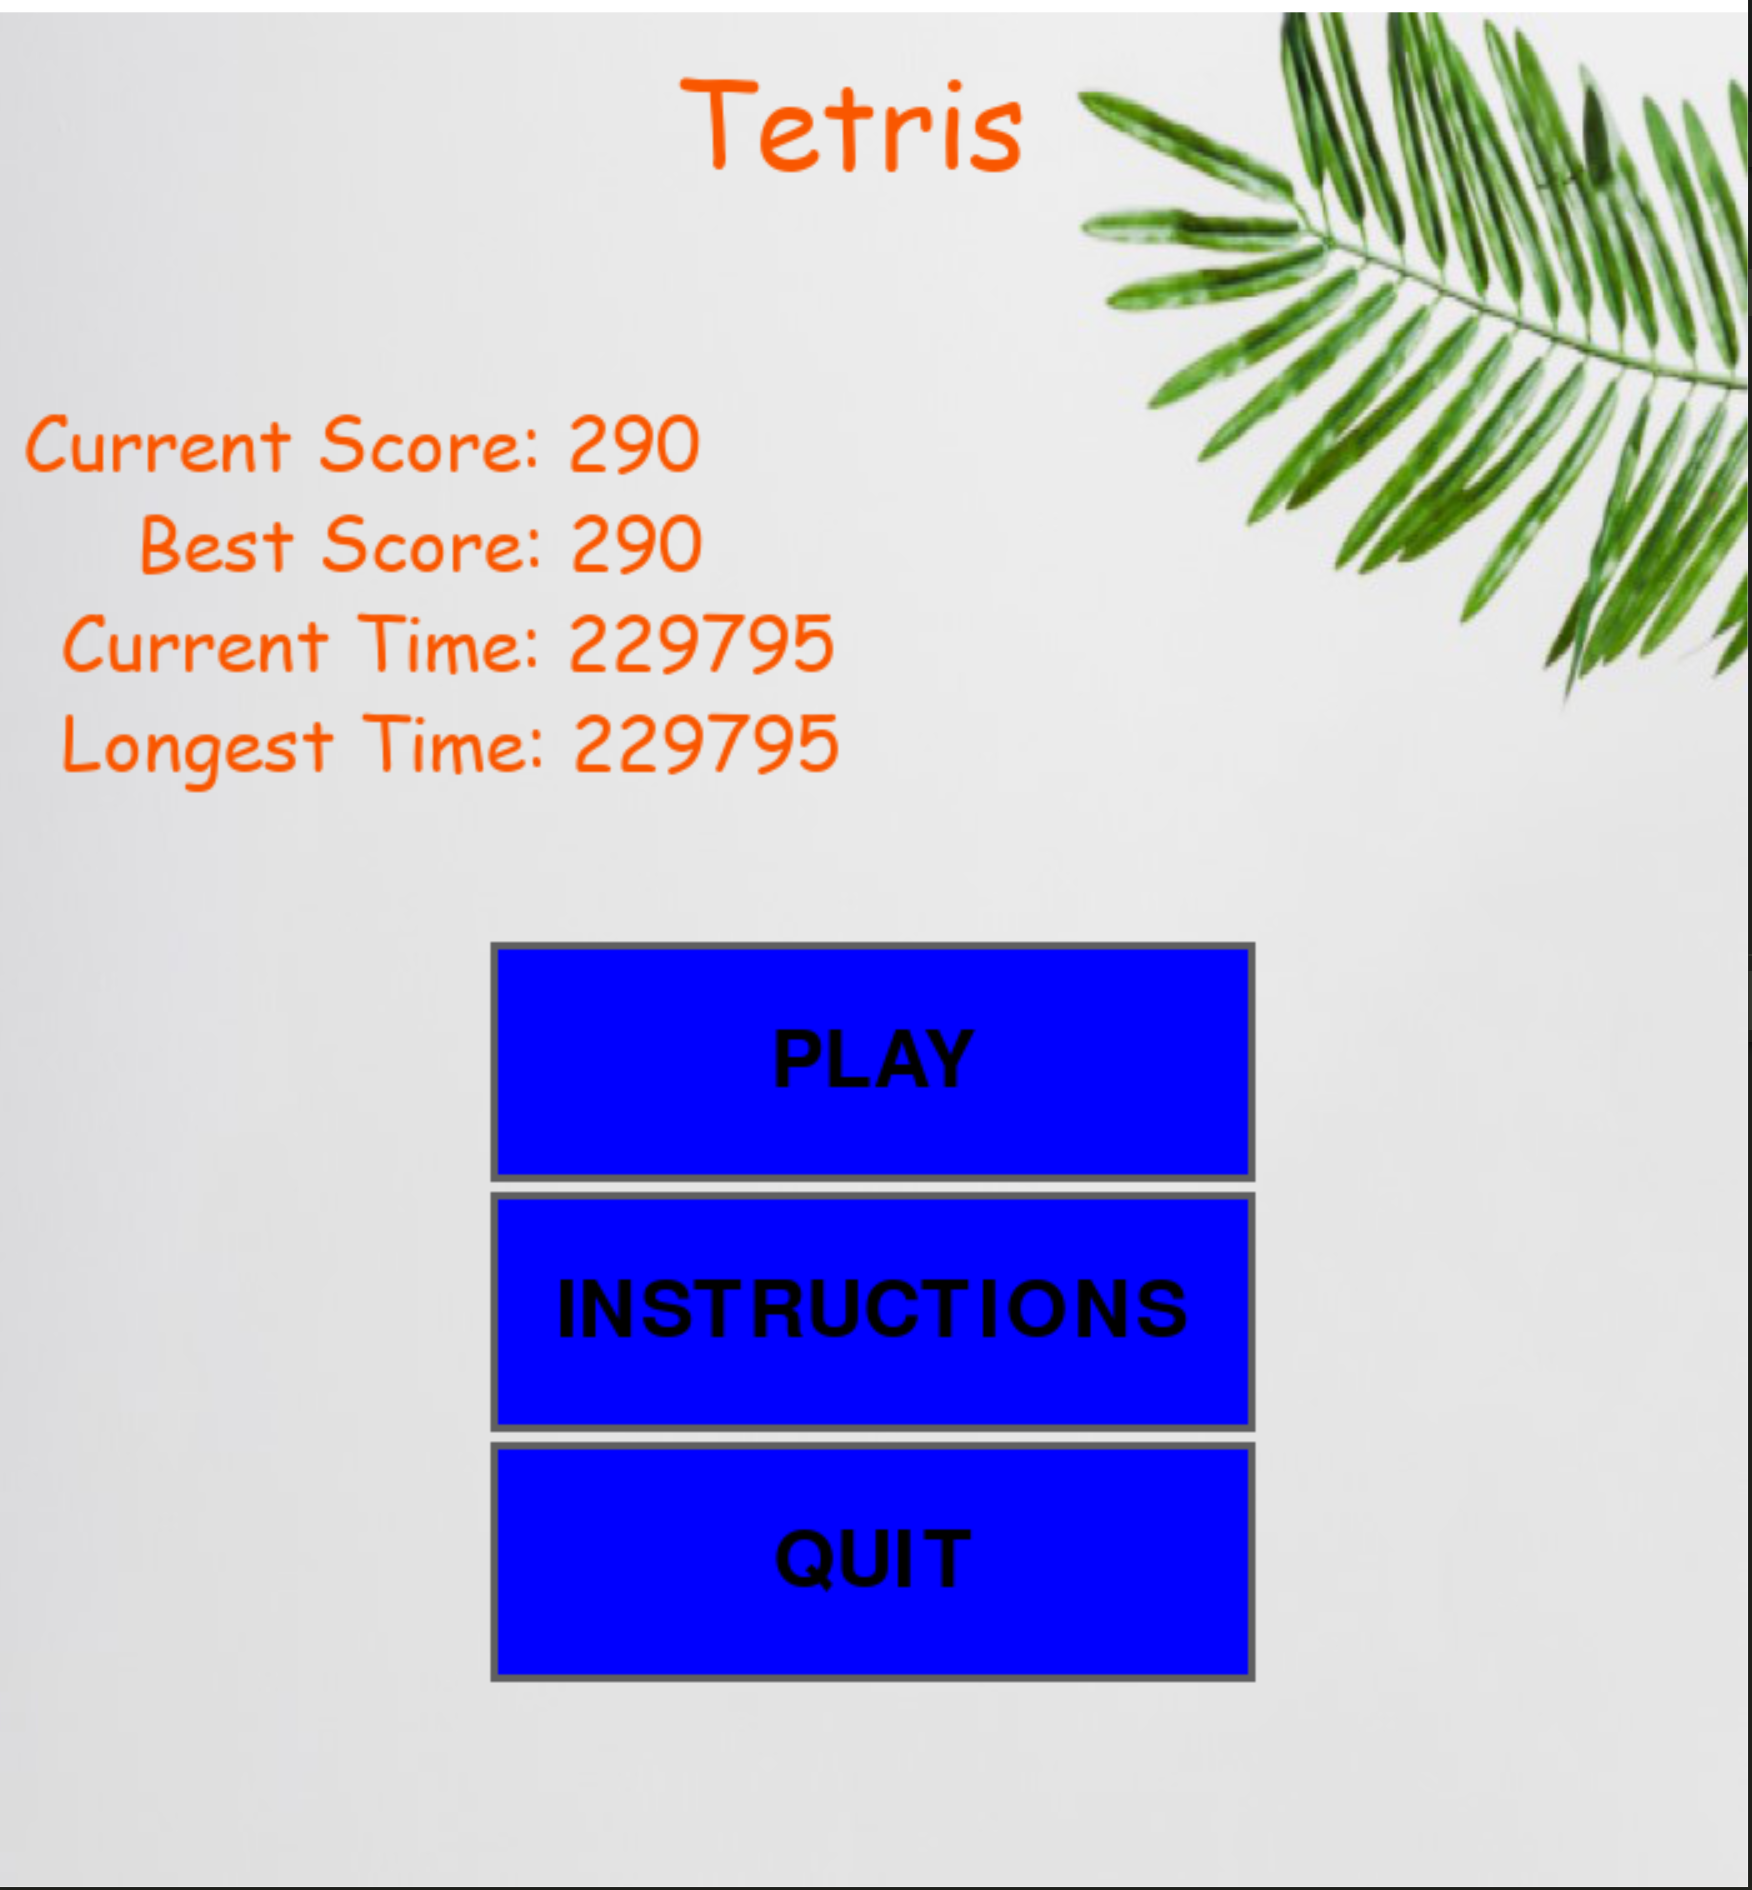 Tetris
Current Score: 290
Best Score: 290
Current Time: 229795
Longest Time: 229795
PLAY
INSTRUCTIONS
QUIT